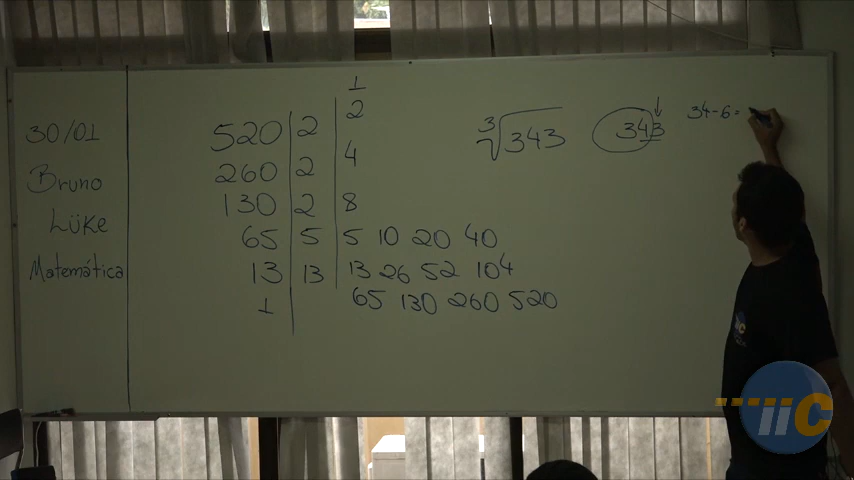 30/01
Bruno
Lüke
Matemática
1
520 2 2
260 2 4
130 2 8
65 5 5 10 20 40
13 13 13 26 52 104
1 65 130 260 520
∛343
343
↓
34-6=
IIC